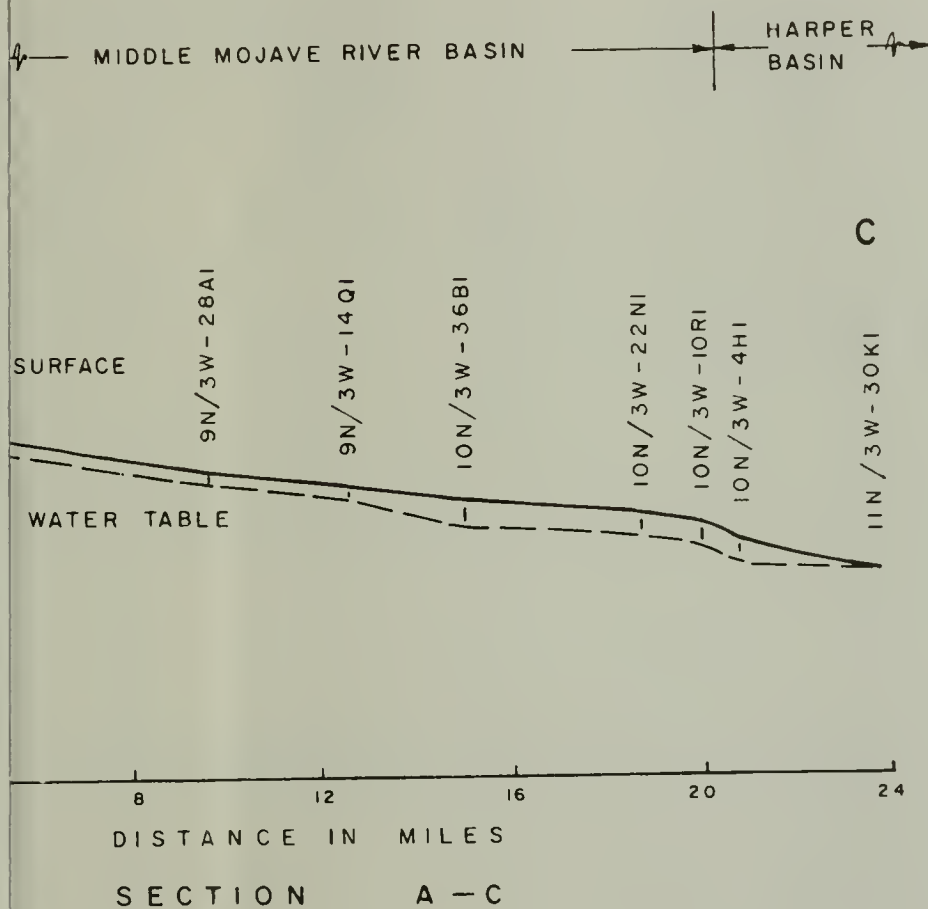 MIDDLE MOJAVE RIVER BASIN
HARPER
BASIN
C
9N/3W-28A1
9N/3W-14Q1
10N/3W-36B1
10N/3W-22N1
10N/3W-10R1
10N/3W-4H1
11N/3W-30K1
SURFACE
WATER TABLE
8 12 16 20 24
DISTANCE IN MILES
SECTION A-C